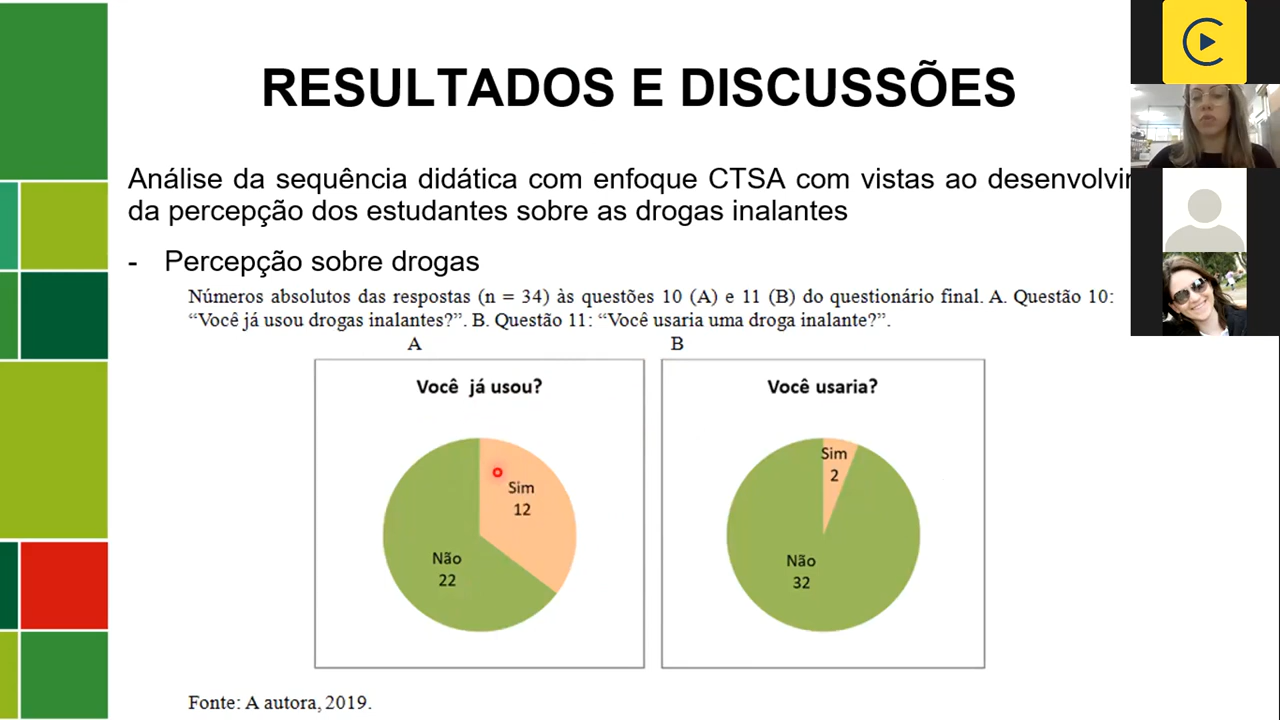 RESULTADOS E DISCUSSÕES
Análise da sequência didática com enfoque CTSA com vistas ao
da percepção dos estudantes sobre as drogas inalantes
- Percepção sobre drogas
Números absolutos das respostas (n = 34) às questões 10 (A) e 11 (B) do questionário final. A. Questão 10:
“Você já usou drogas inalantes?”. B. Questão 11: “Você usaria uma droga inalante?”.
A
B
Você já usou?
Sim
12
Não
22
Você usaria?
Sim
2
Não
32
Fonte: A autora, 2019.